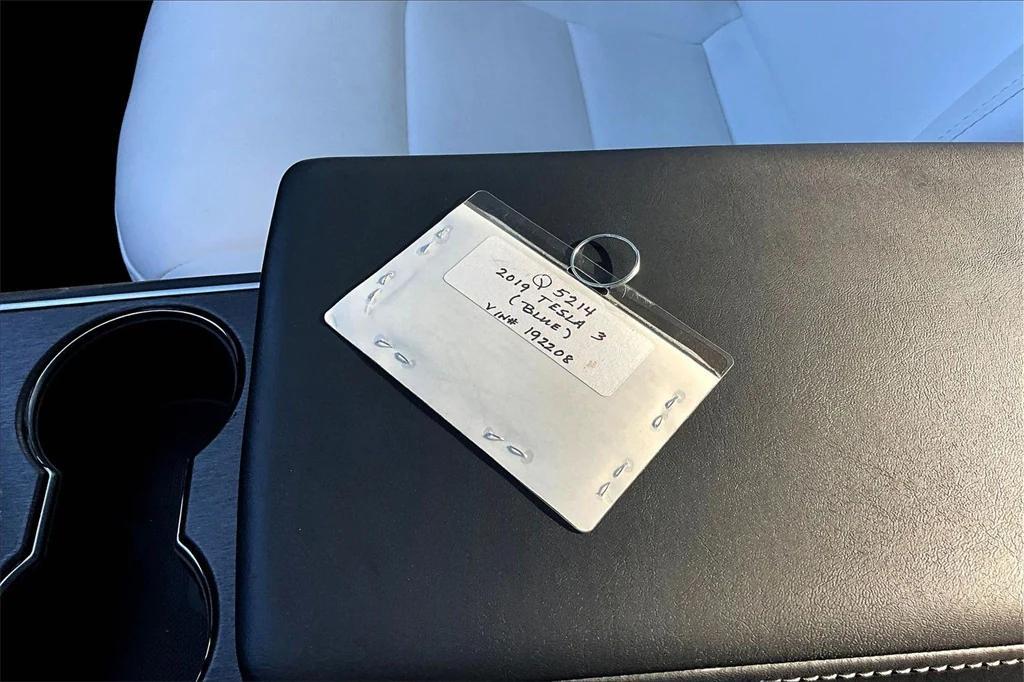 Q 5214
2019 TESLA 3
(BLUE)
VIN# 192208